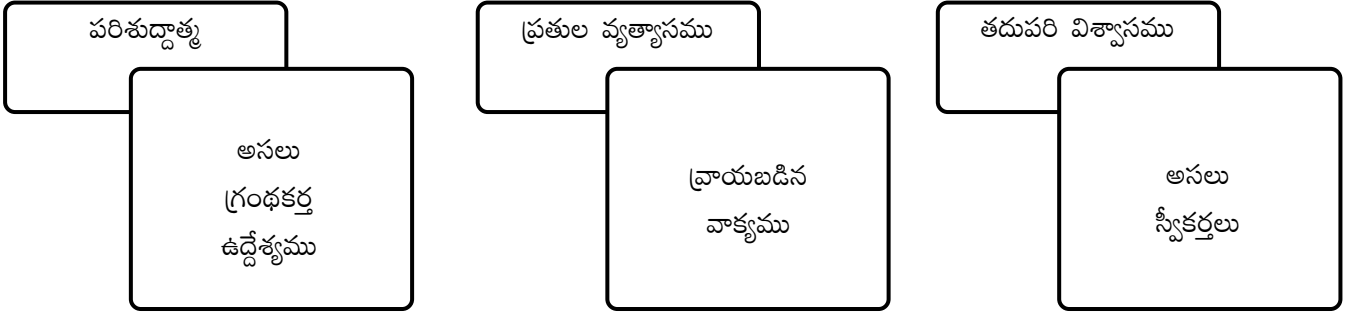 పరిశుద్దాత్మ
అసలు
గ్రంథకర్త
ఉద్దేశ్యము
ప్రతుల వ్యత్యాసము
వ్రాయబడిన
వాక్యము
తదుపరి విశ్వాసము
అసలు
స్వీకర్తలు